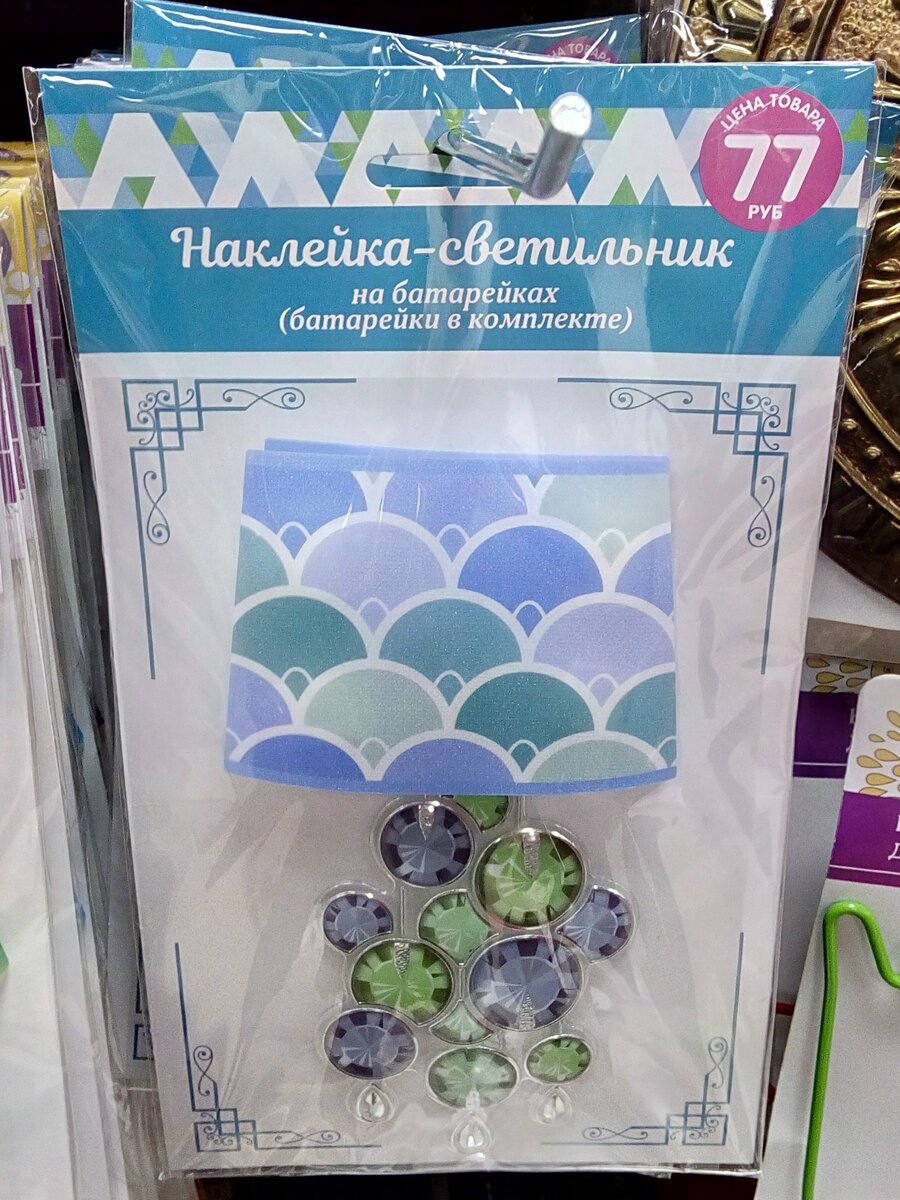 ЦЕНА ТОВАРА
77
РУБ
Наклейка-светильник
на батарейках
(батарейки в комплекте)